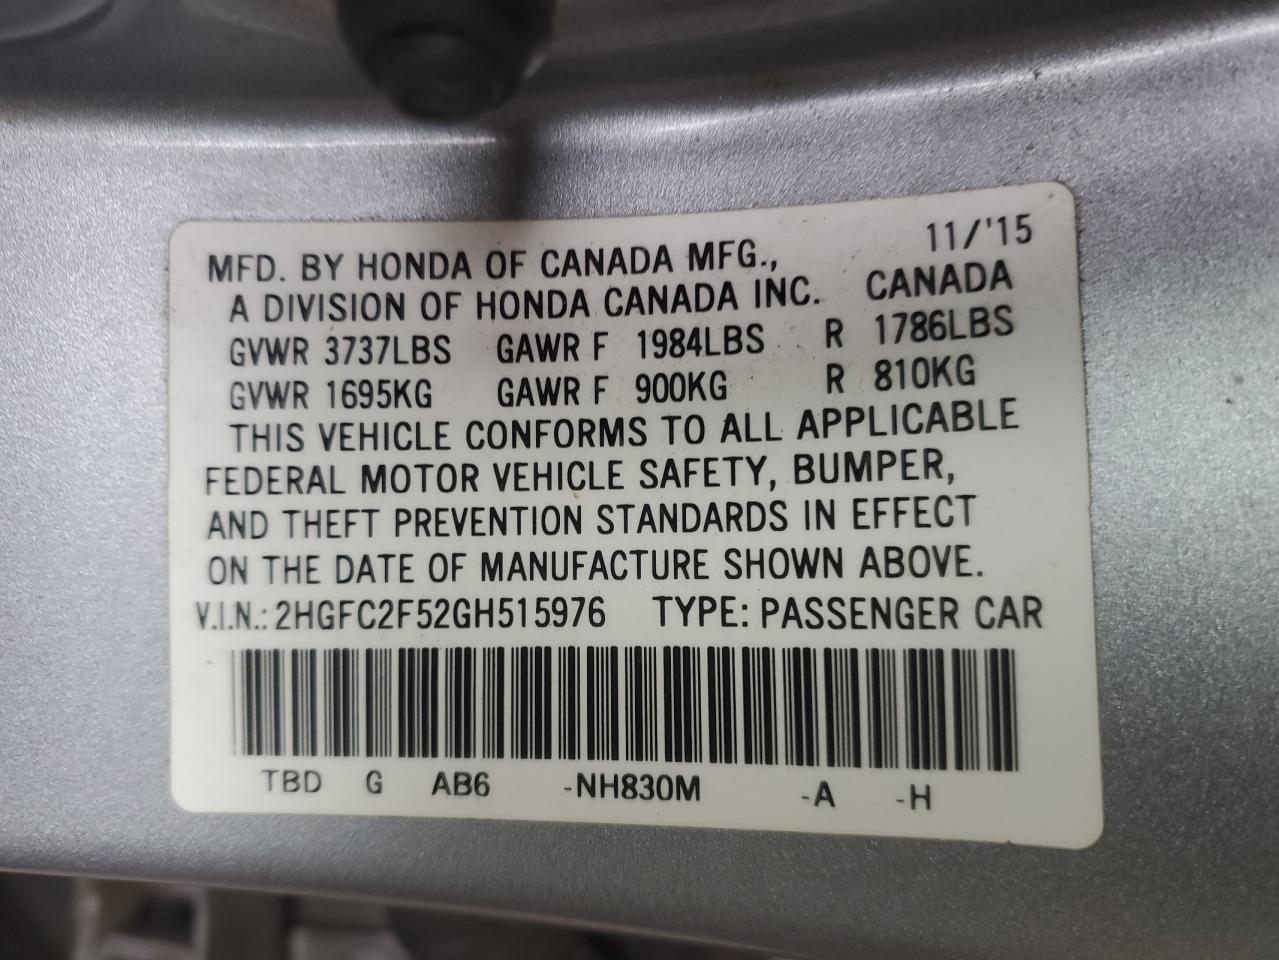 MFD. BY HONDA OF CANADA MFG., 11/'15
A DIVISION OF HONDA CANADA INC. CANADA
GVWR 3737LBS GAWR F 1984LBS R 1786LBS
GVWR 1695KG GAWR F 900KG R 810KG
THIS VEHICLE CONFORMS TO ALL APPLICABLE
FEDERAL MOTOR VEHICLE SAFETY, BUMPER,
AND THEFT PREVENTION STANDARDS IN EFFECT
ON THE DATE OF MANUFACTURE SHOWN ABOVE.
V.I.N.: 2HGFC2F52GH515976 TYPE: PASSENGER CAR
TBD G AB6 -NH830M -A -H